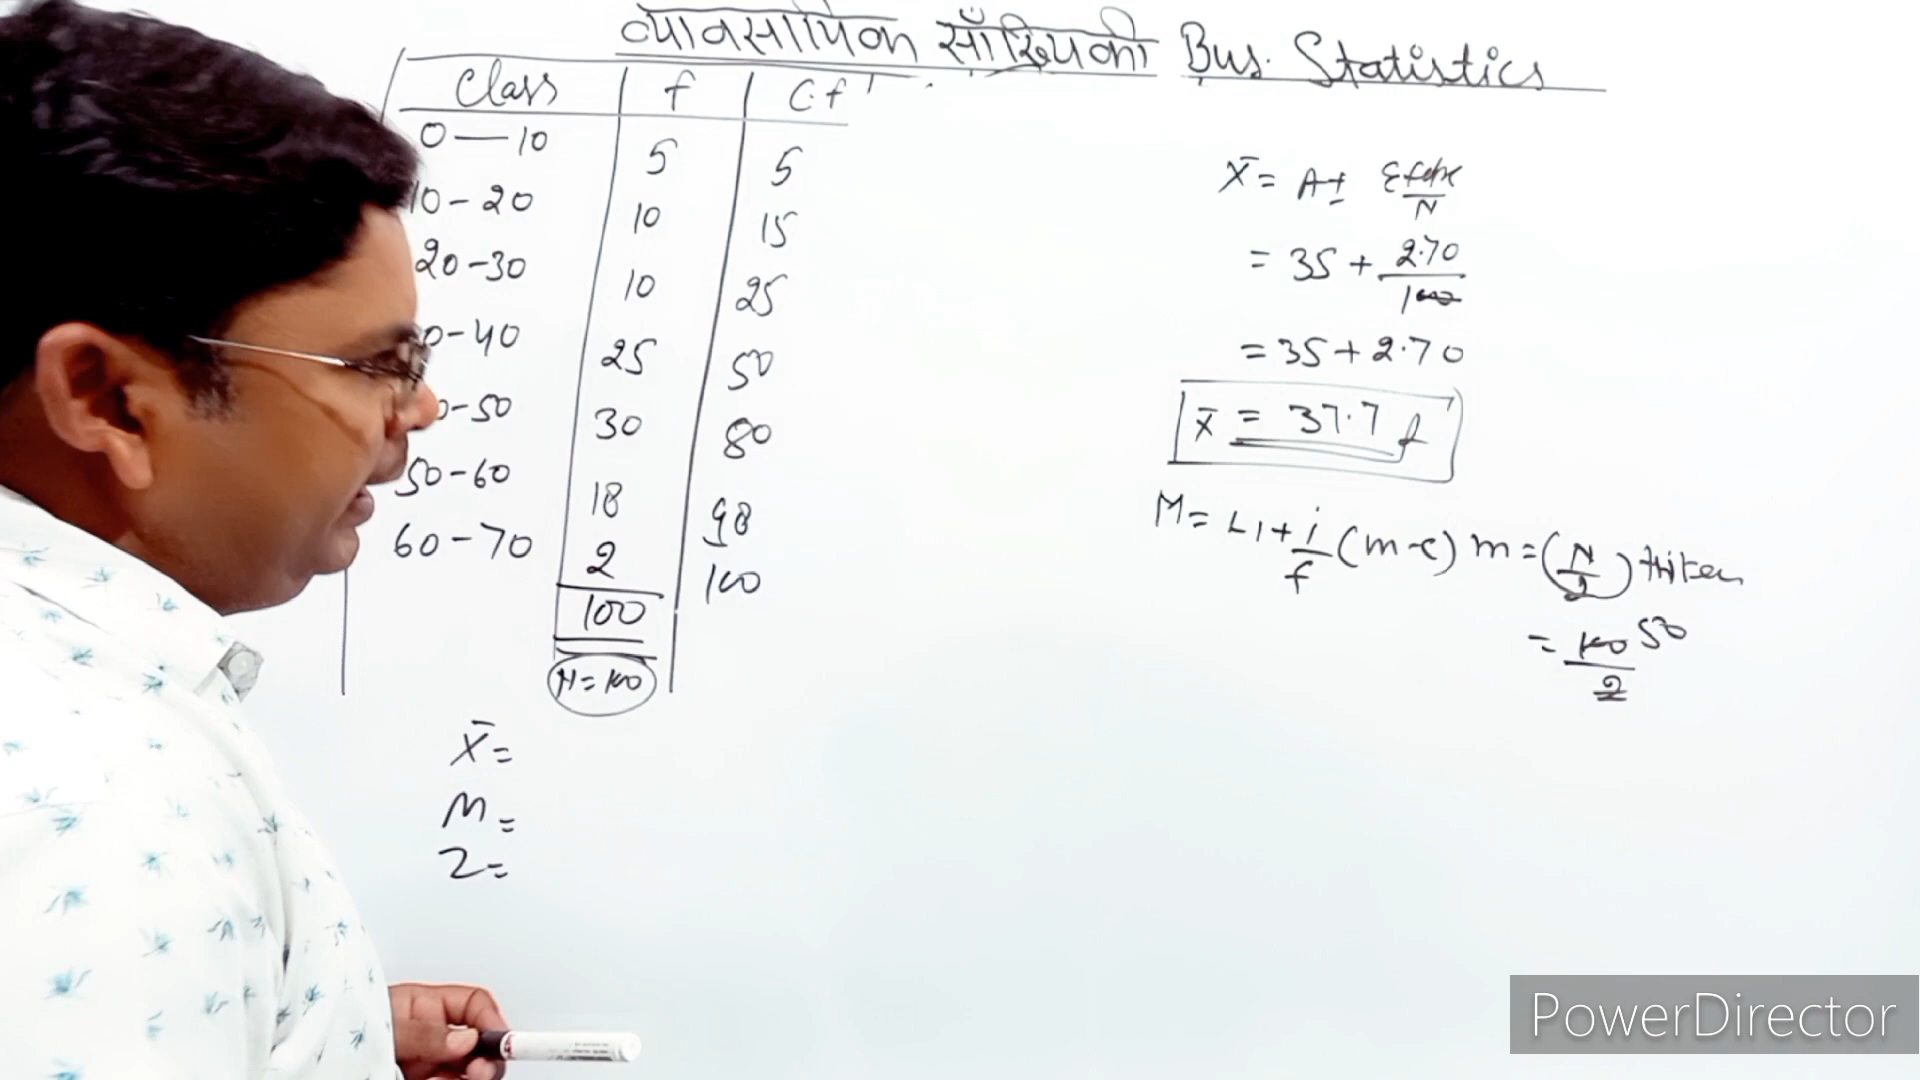 व्यावसायिक साँख्यिकी Bus. Statistics
Class f C.f
0—10 5 5
10-20 10 15
20-30 10 25
0-40 25 50
0-50 30 80
50-60 18 98
60-70 2 100
100
N=100
X̄=
M=
Z=
X̄= A± Σfdx/N
= 35+ 270/100
=35+2.70
X̄ = 37.7
M= L1+ i/f (m-c) m=(N/2)
= 100/2 50
PowerDirector